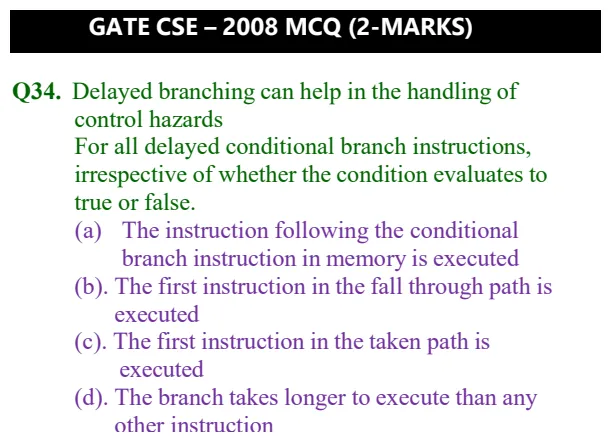 GATE CSE – 2008 MCQ (2-MARKS)
Q34. Delayed branching can help in the handling of
control hazards
For all delayed conditional branch instructions,
irrespective of whether the condition evaluates to
true or false.
(a) The instruction following the conditional
branch instruction in memory is executed
(b). The first instruction in the fall through path is
executed
(c). The first instruction in the taken path is
executed
(d). The branch takes longer to execute than any
other instruction